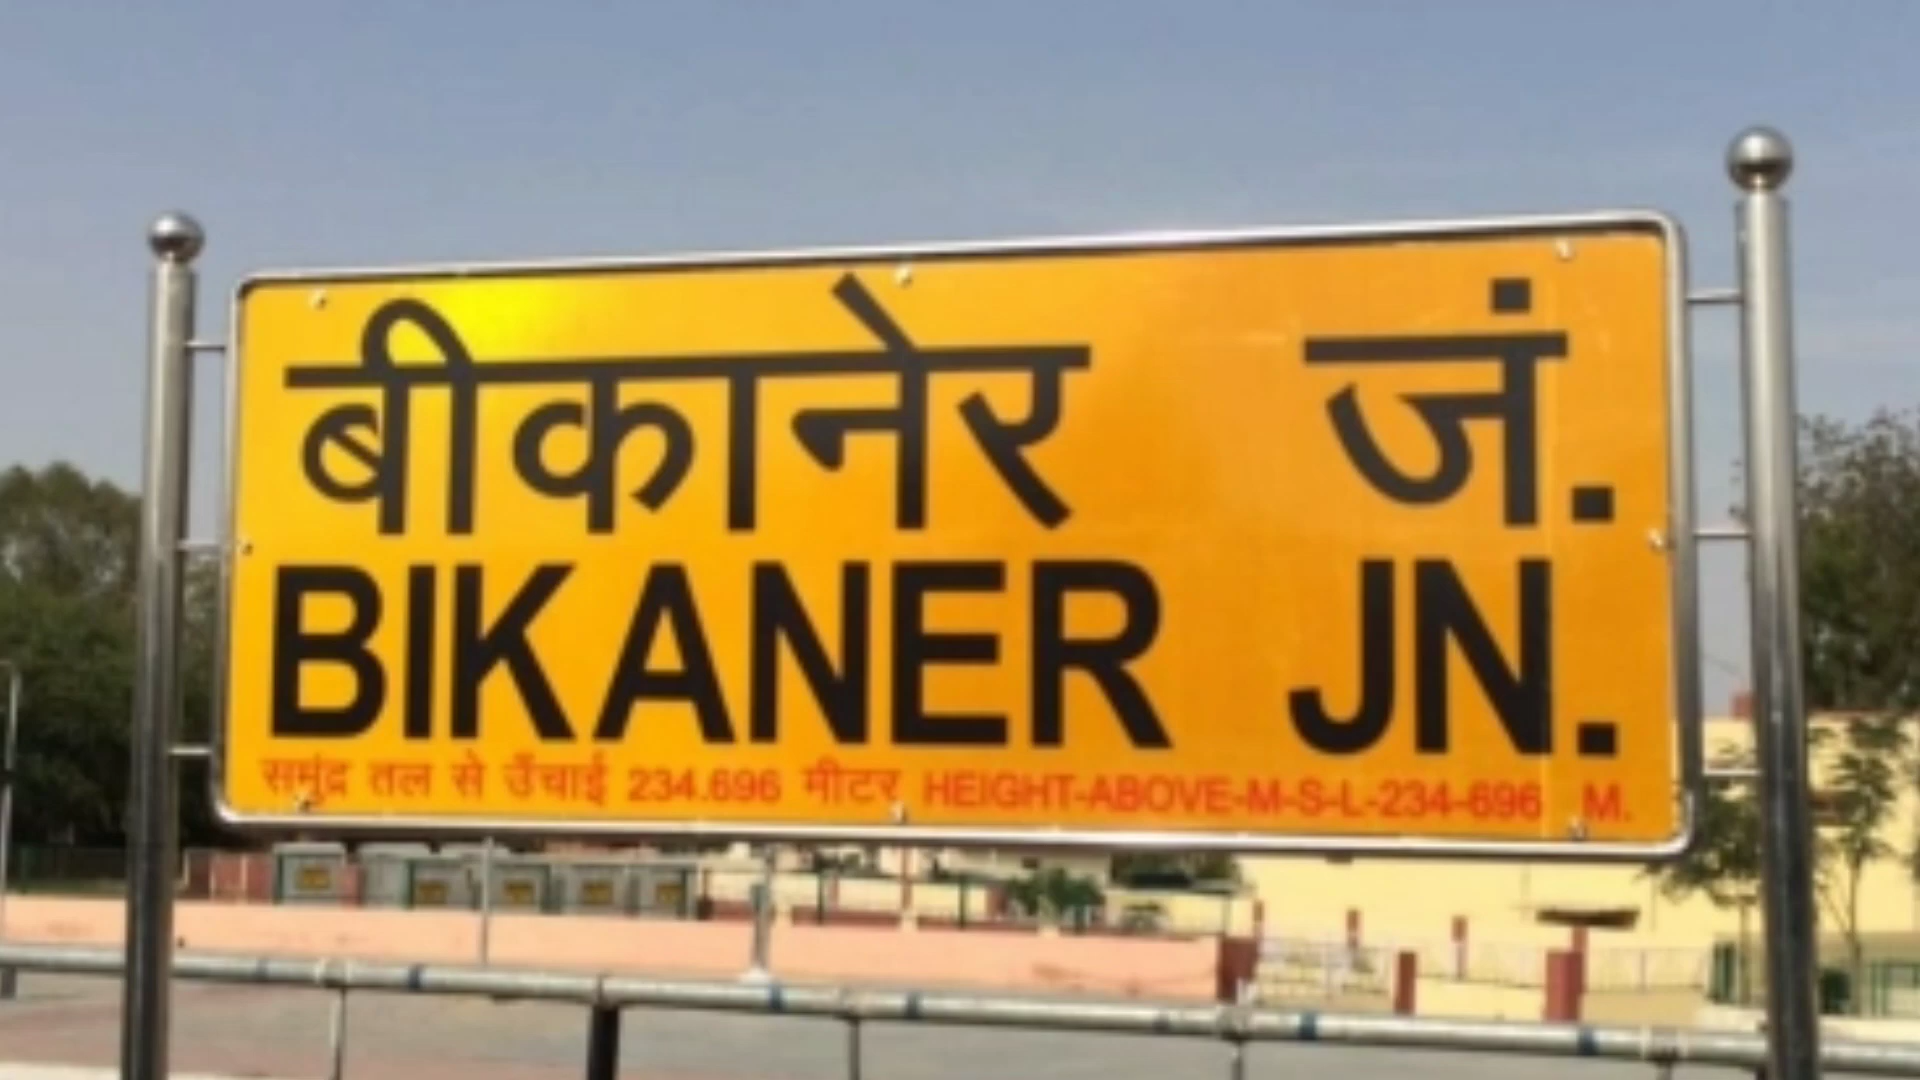 बीकानेर जं.
BIKANER JN.
समुंद्र तल से उँचाई 234.696 मीटर HEIGHT-ABOVE-M-S-L-234-696 M.